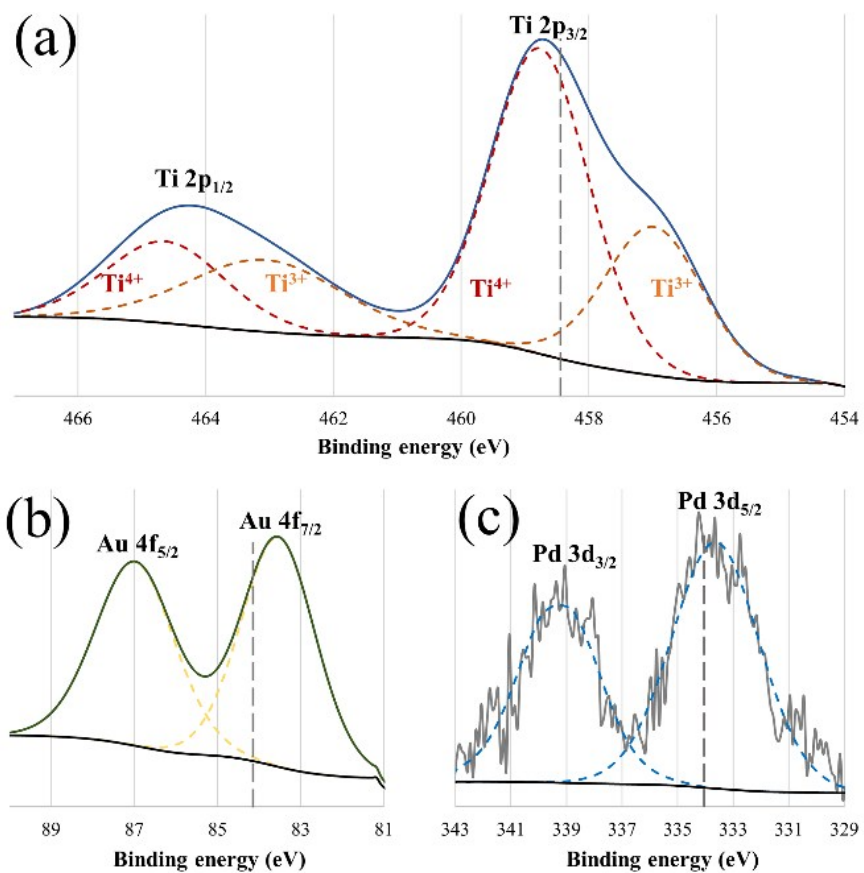 (a)
Ti 2p3/2
Ti 2p1/2
Ti4+
Ti3+
Ti4+
Ti3+
466 464 462 460 458 456 454
Binding energy (eV)
(b)
Au 4f5/2
Au 4f7/2
89 87 85 83 81
Binding energy (eV)
(c)
Pd 3d5/2
Pd 3d3/2
343 341 339 337 335 333 331 329
Binding energy (eV)